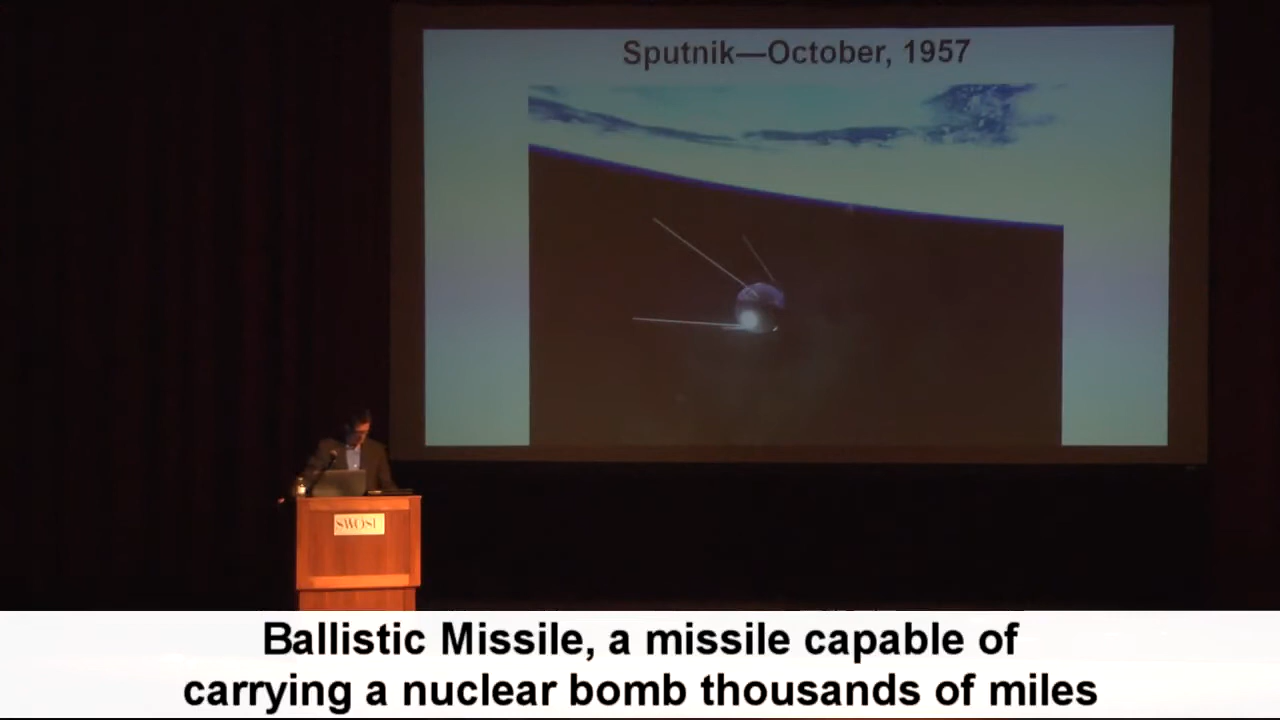 Sputnik—October, 1957
SWOSU
Ballistic Missile, a missile capable of
carrying a nuclear bomb thousands of miles